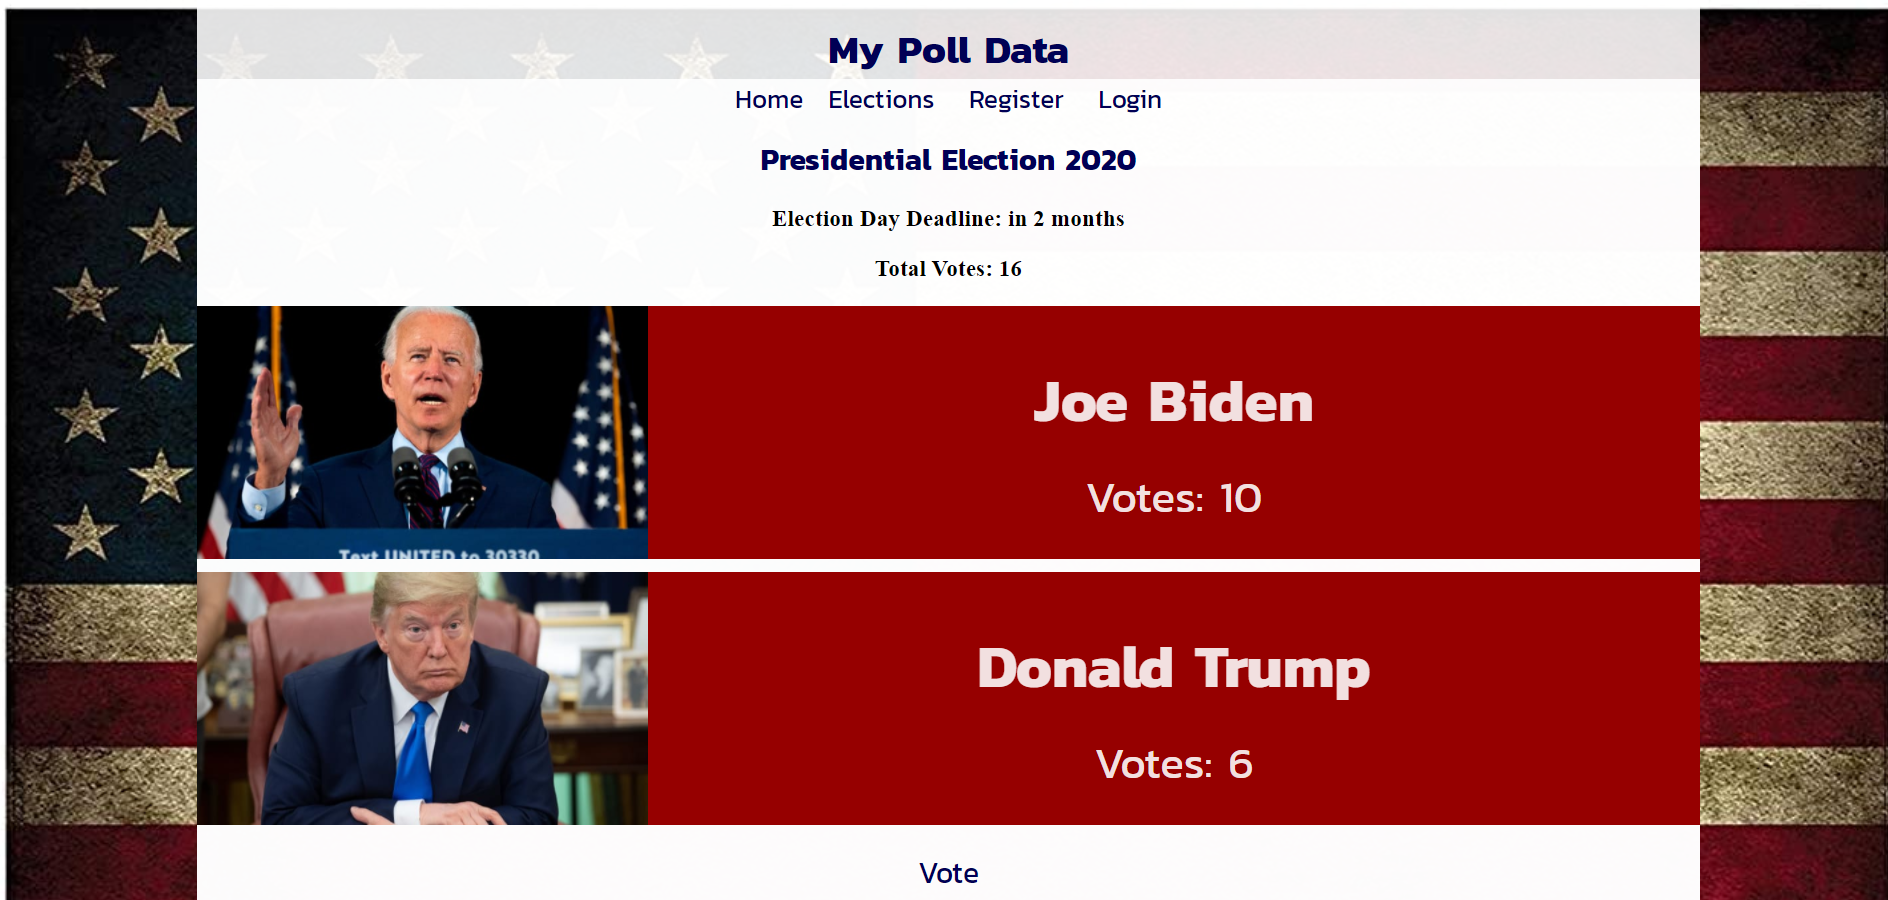 My Poll Data
Home Elections Register Login
Presidential Election 2020
Election Day Deadline: in 2 months
Total Votes: 16
Joe Biden
Votes: 10
Text UNITED to 30330
Donald Trump
Votes: 6
Vote